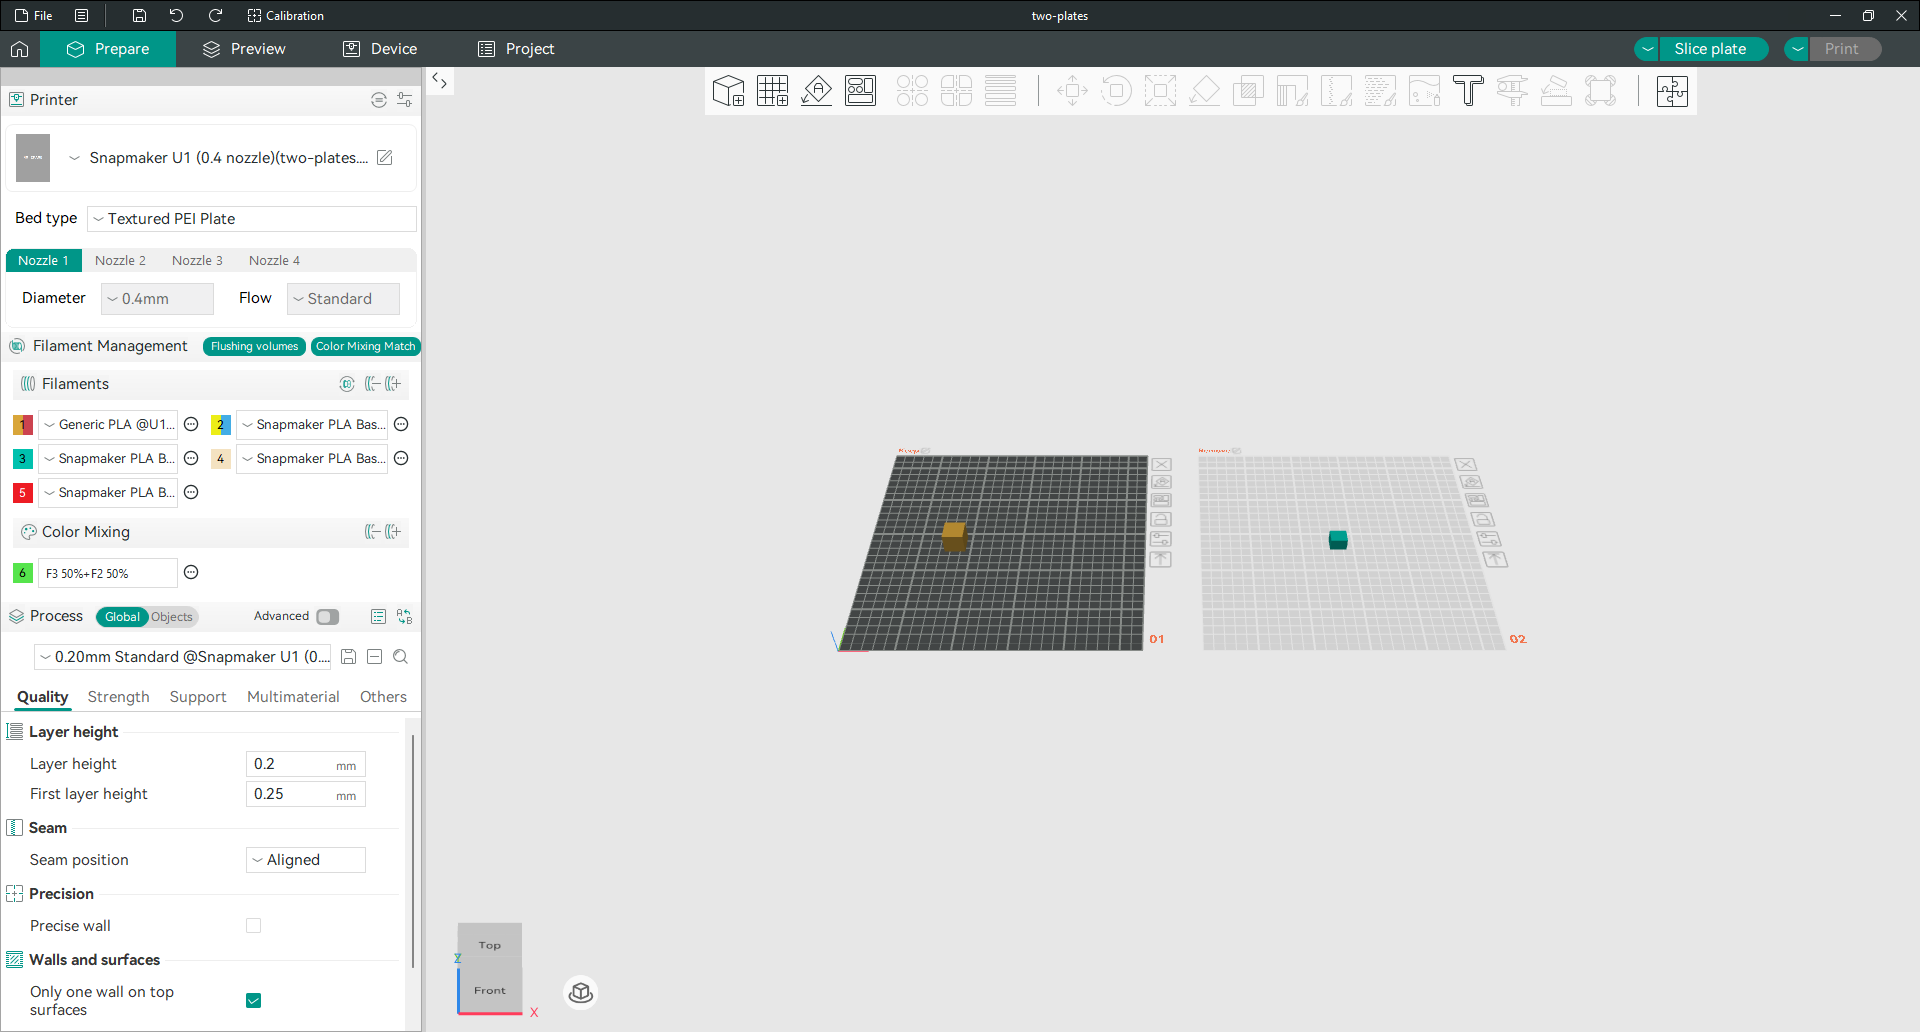 File
Calibration
two-plates
Prepare
Preview
Device
Project
Slice plate
Print
Printer
Snapmaker U1 (0.4 nozzle)(two-plates....
Bed type
Textured PEI Plate
Nozzle 1
Nozzle 2
Nozzle 3
Nozzle 4
Diameter
0.4mm
Flow
Standard
Filament Management
Flushing volumes
Color Mixing Match
Filaments
1
Generic PLA @U1...
2
Snapmaker PLA Bas...
3
Snapmaker PLA B...
4
Snapmaker PLA Bas...
5
Snapmaker PLA B...
Color Mixing
6
F3 50%+F2 50%
Process
Global
Objects
Advanced
0.20mm Standard @Snapmaker U1 (0....
Quality
Strength
Support
Multimaterial
Others
Layer height
Layer height
0.2
mm
First layer height
0.25
mm
Seam
Seam position
Aligned
Precision
Precise wall
Walls and surfaces
Only one wall on top
surfaces
01
02
Top
Front
Z
X